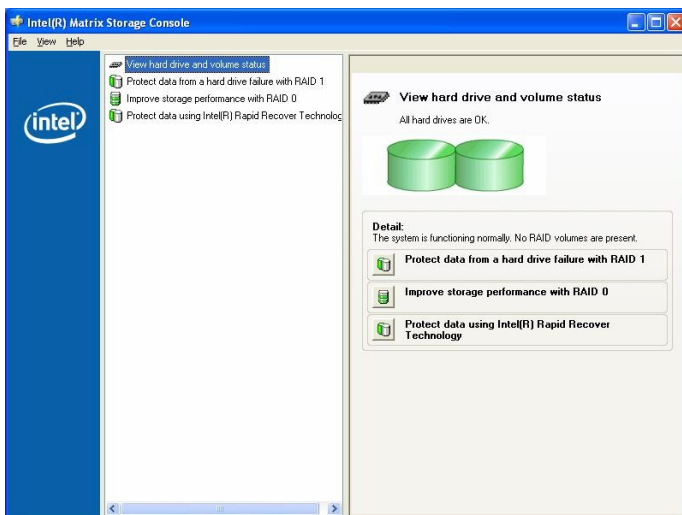 Intel(R) Matrix Storage Console
File View Help
intel
View hard drive and volume status
Protect data from a hard drive failure with RAID 1
Improve storage performance with RAID 0
Protect data using Intel(R) Rapid Recover Technolog
View hard drive and volume status
All hard drives are OK.
Detail:
The system is functioning normally. No RAID volumes are present.
Protect data from a hard drive failure with RAID 1
Improve storage performance with RAID 0
Protect data using Intel(R) Rapid Recover
Technology